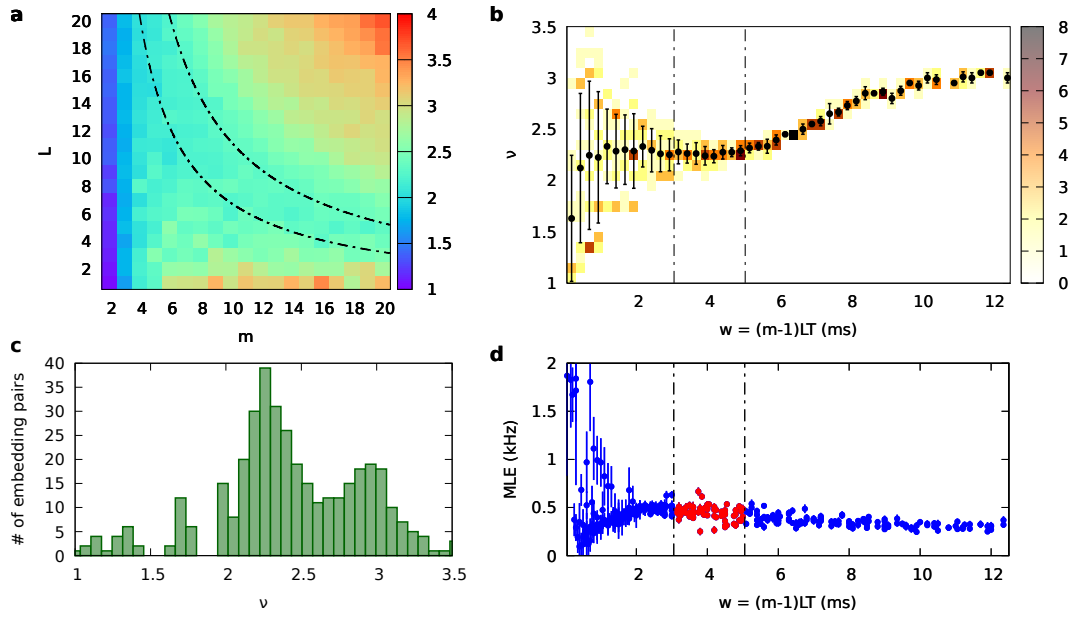 a
20
18
16
14
12
10
8
6
4
2
L
2 4 6 8 10 12 14 16 18 20
m
4
3.5
3
2.5
2
1.5
1
b
3.5
3
2.5
2
1.5
1
ν
2 4 6 8 10 12
w = (m-1)LT (ms)
8
7
6
5
4
3
2
1
0
c
40
35
30
25
20
15
10
5
0
# of embedding pairs
1 1.5 2 2.5 3 3.5
ν
d
2
1.5
1
0.5
0
MLE (kHz)
2 4 6 8 10 12
w = (m-1)LT (ms)